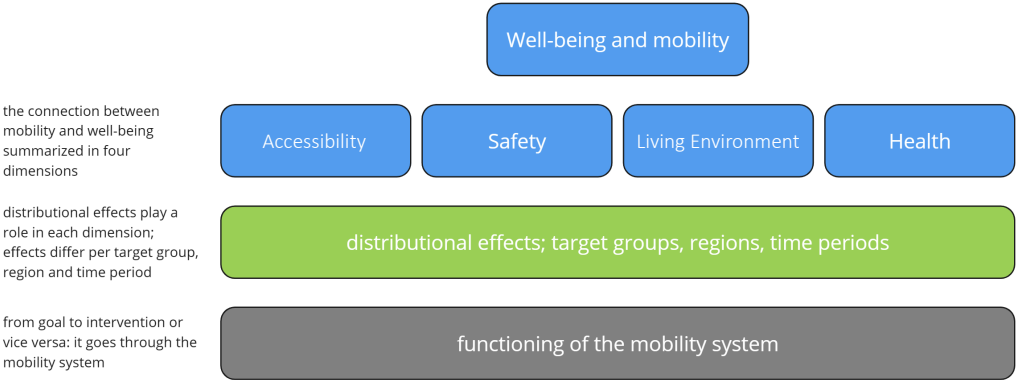 Well-being and mobility
the connection between
mobility and well-being
summarized in four
dimensions
Accessibility
Safety
Living Environment
Health
distributional effects play a
role in each dimension;
effects differ per target group,
region and time period
distributional effects; target groups, regions, time periods
from goal to intervention or
vice versa: it goes through the
mobility system
functioning of the mobility system